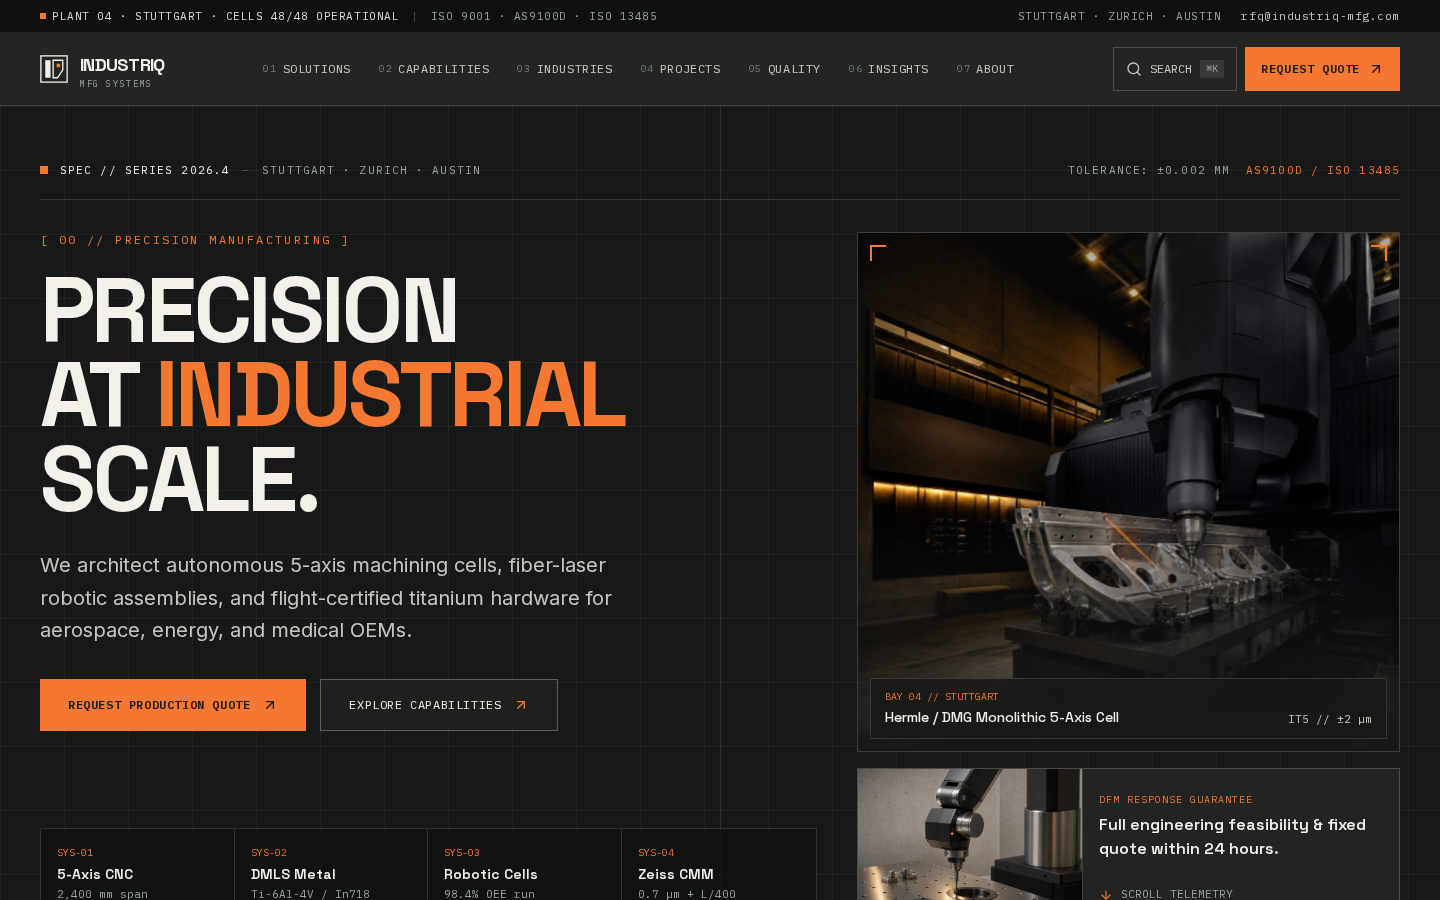 PLANT 04 · STUTTGART · CELLS 48/48 OPERATIONAL | ISO 9001 · AS9100D · ISO 13485
STUTTGART · ZURICH · AUSTIN rfq@industriq-mfg.com
INDUSTRIQ
MFG SYSTEMS
01 SOLUTIONS 02 CAPABILITIES 03 INDUSTRIES 04 PROJECTS 05 QUALITY 06 INSIGHTS 07 ABOUT
SEARCH ⌘K
REQUEST QUOTE
SPEC // SERIES 2026.4 — STUTTGART · ZURICH · AUSTIN
TOLERANCE: ±0.002 MM AS9100D / ISO 13485
[ 00 // PRECISION MANUFACTURING ]
PRECISION
AT INDUSTRIAL
SCALE.
We architect autonomous 5-axis machining cells, fiber-laser
robotic assemblies, and flight-certified titanium hardware for
aerospace, energy, and medical OEMs.
REQUEST PRODUCTION QUOTE
EXPLORE CAPABILITIES
BAY 04 // STUTTGART
Hermle / DMG Monolithic 5-Axis Cell
IT5 // ±2 µm
SYS-01
5-Axis CNC
2,400 mm span
SYS-02
DMLS Metal
Ti-6Al-4V / In718
SYS-03
Robotic Cells
98.4% OEE run
SYS-04
Zeiss CMM
0.7 µm + L/400
DFM RESPONSE GUARANTEE
Full engineering feasibility & fixed
quote within 24 hours.
SCROLL TELEMETRY